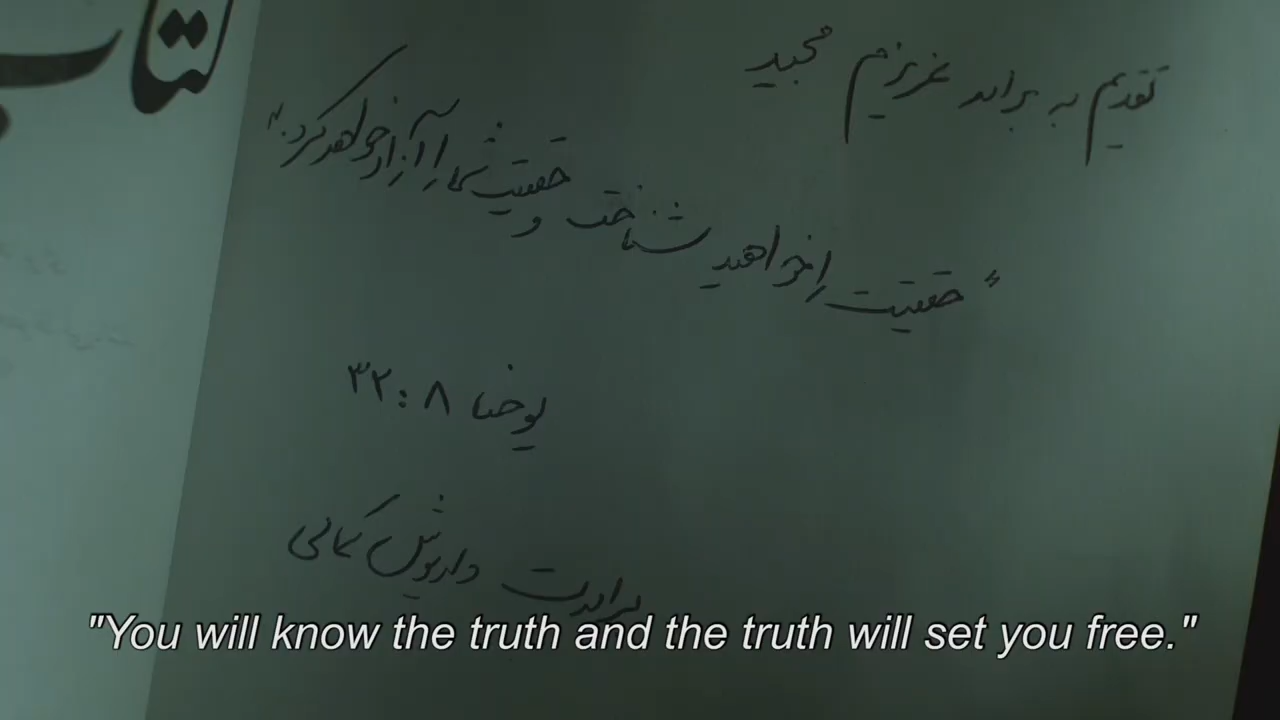 کتاب
تقدیم به برادر عزیزم مجید
"حقیقت را خواهید شناخت و حقیقت شما را آزاد خواهد کرد."
یوحنا ۸ : ۳۲
برادرت داریوش کمالی
"You will know the truth and the truth will set you free."